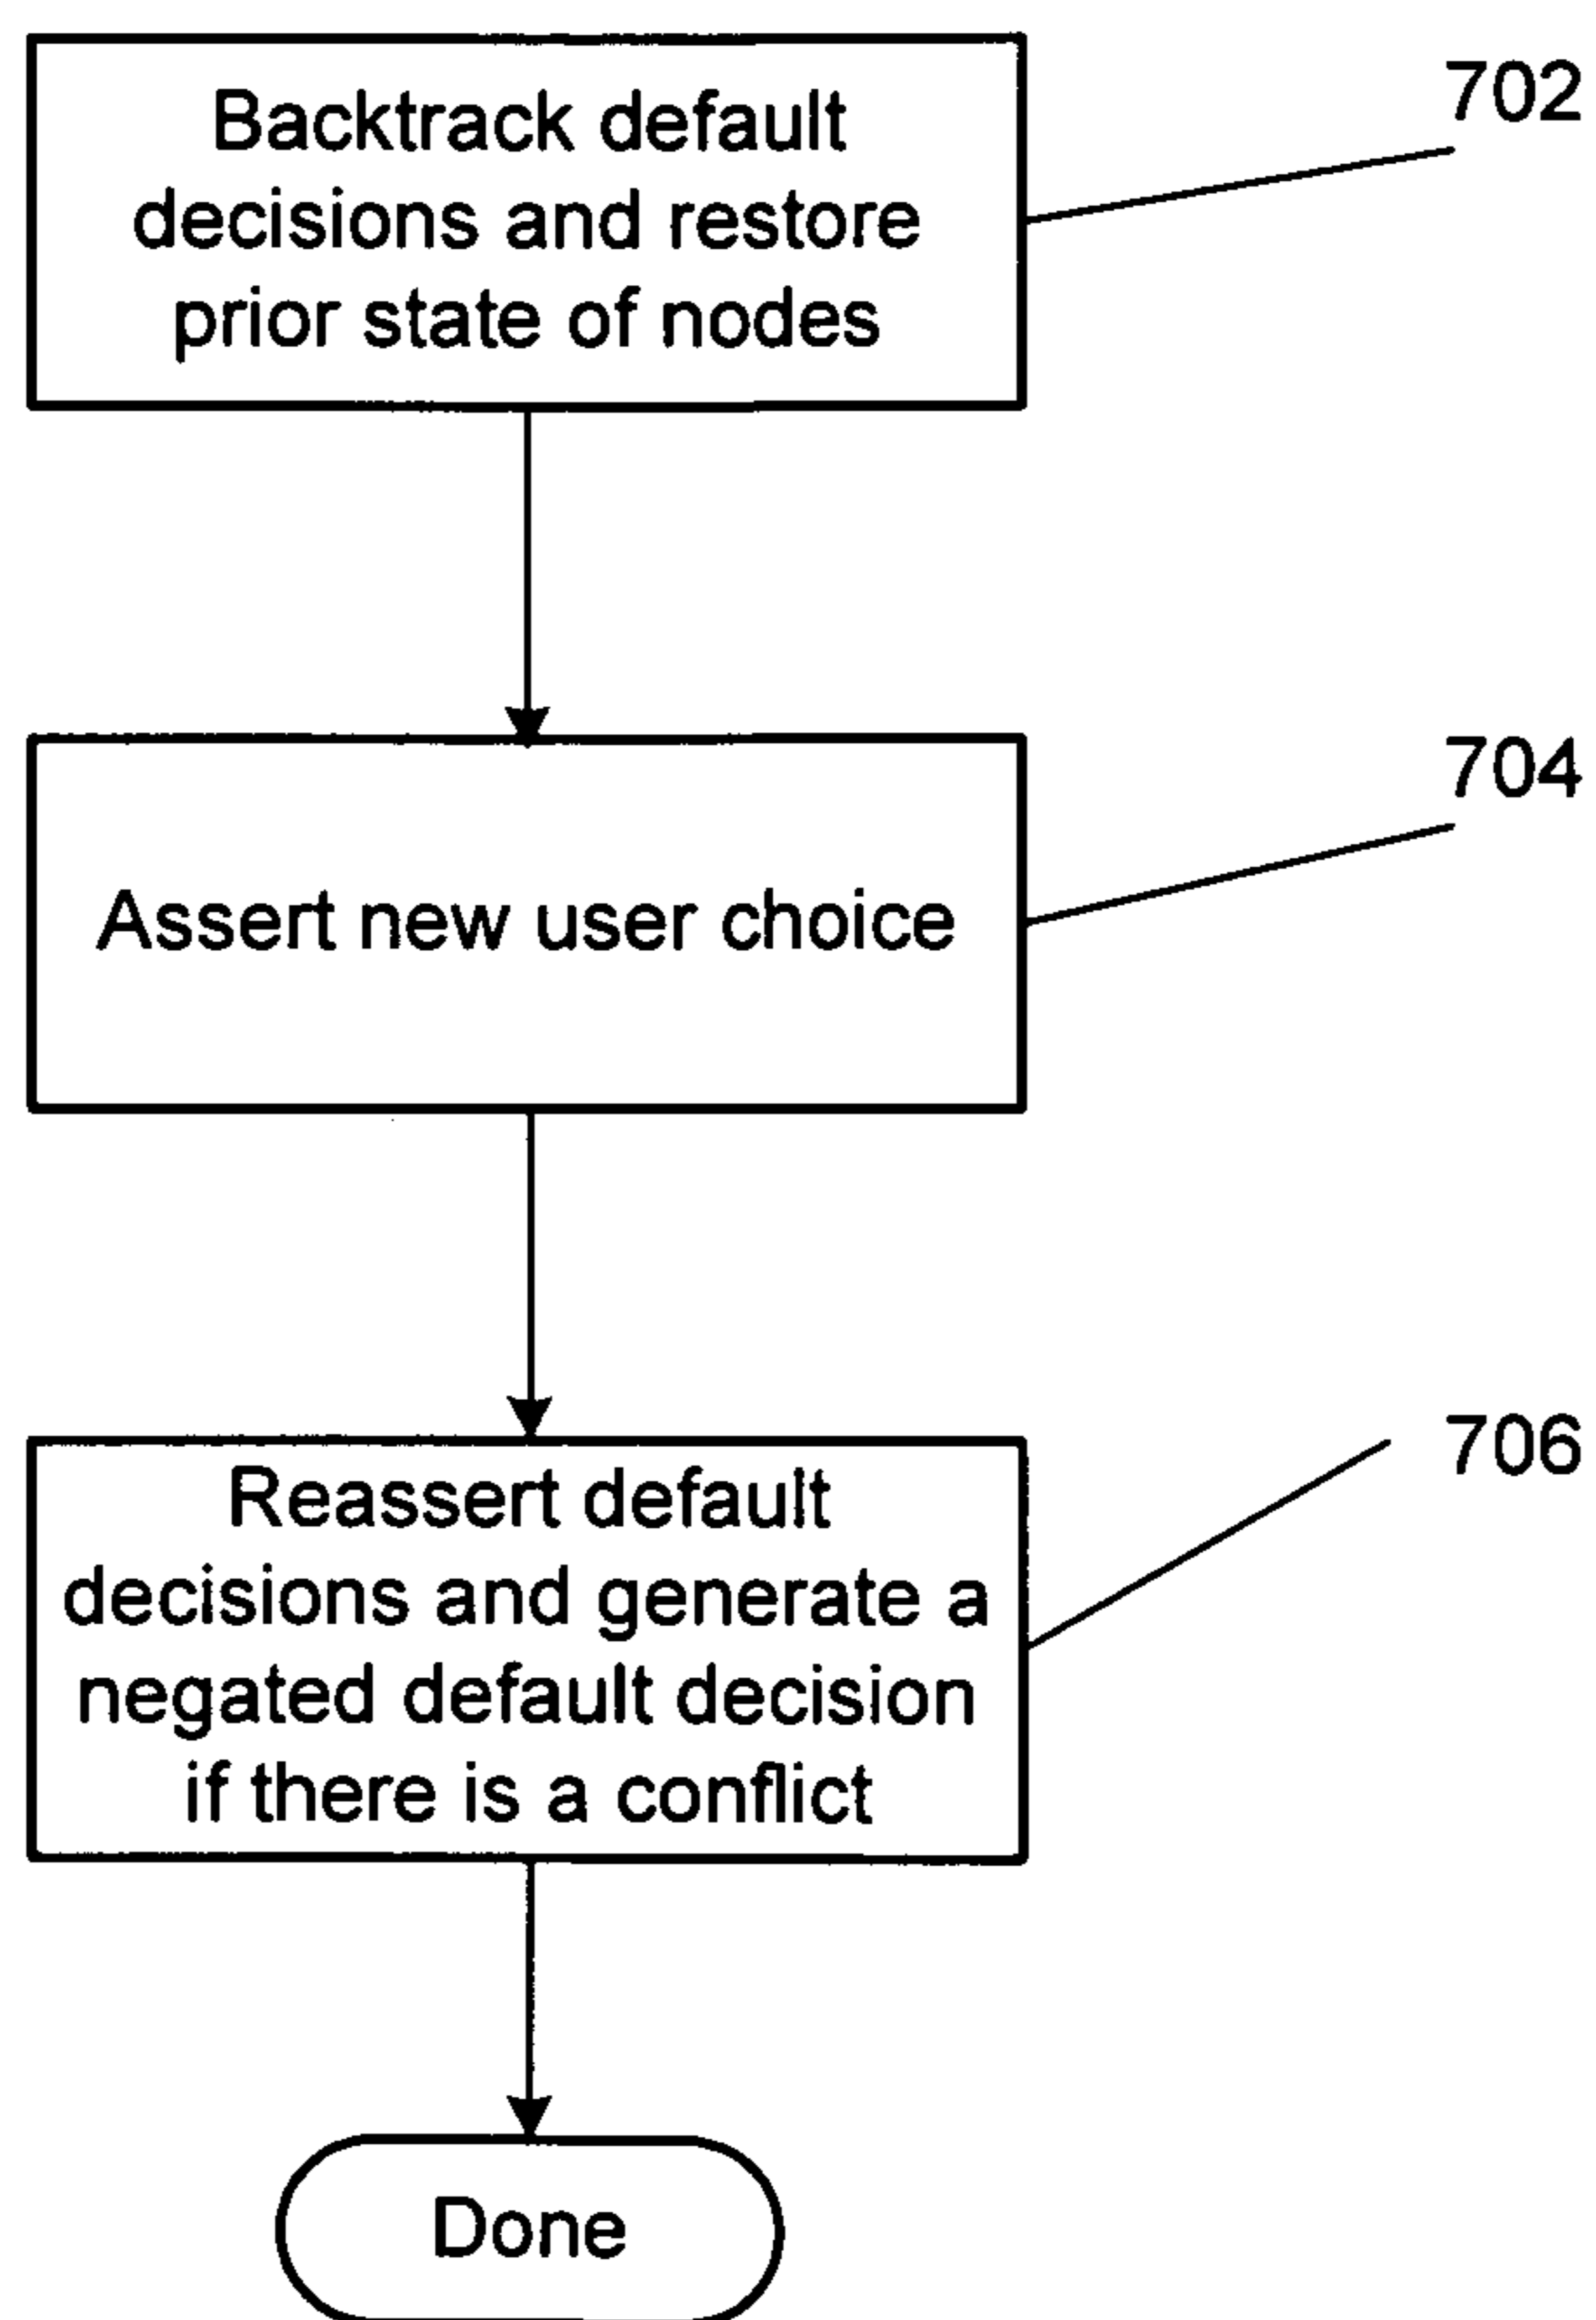 Backtrack default
decisions and restore
prior state of nodes
702
Assert new user choice
704
Reassert default
decisions and generate a
negated default decision
if there is a conflict
706
Done